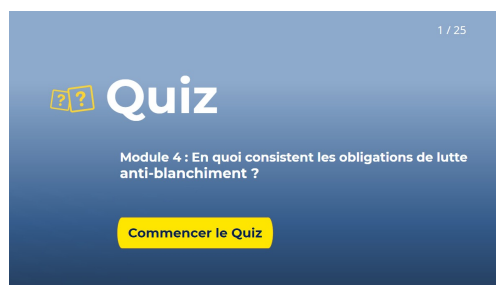 1 / 25
? ? Quiz
Module 4 : En quoi consistent les obligations de lutte
anti-blanchiment ?
Commencer le Quiz